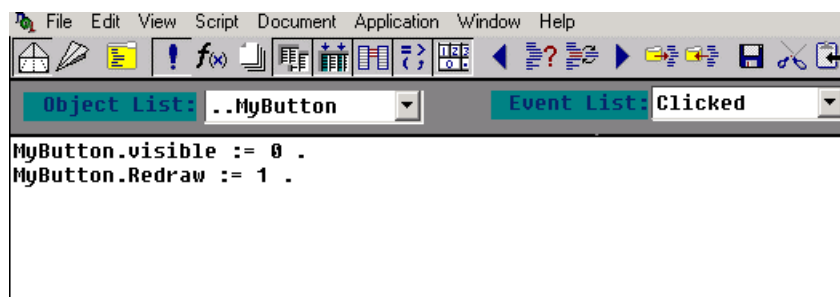 File Edit View Script Document Application Window Help
f(x)
Object List: ..MyButton Event List: Clicked
MyButton.visible := 0 .
MyButton.Redraw := 1 .